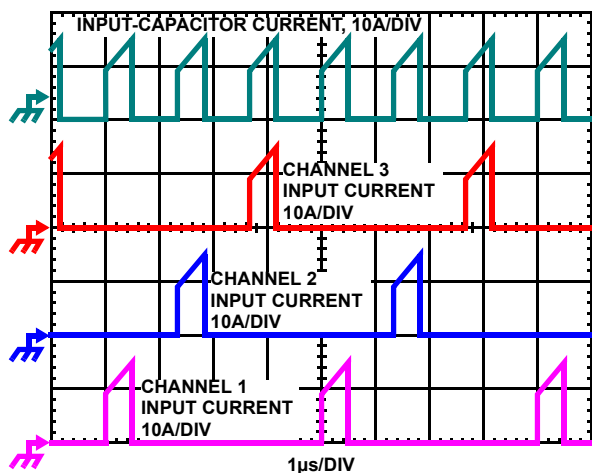 INPUT-CAPACITOR CURRENT, 10A/DIV
CHANNEL 3
INPUT CURRENT
10A/DIV
CHANNEL 2
INPUT CURRENT
10A/DIV
CHANNEL 1
INPUT CURRENT
10A/DIV
1µs/DIV